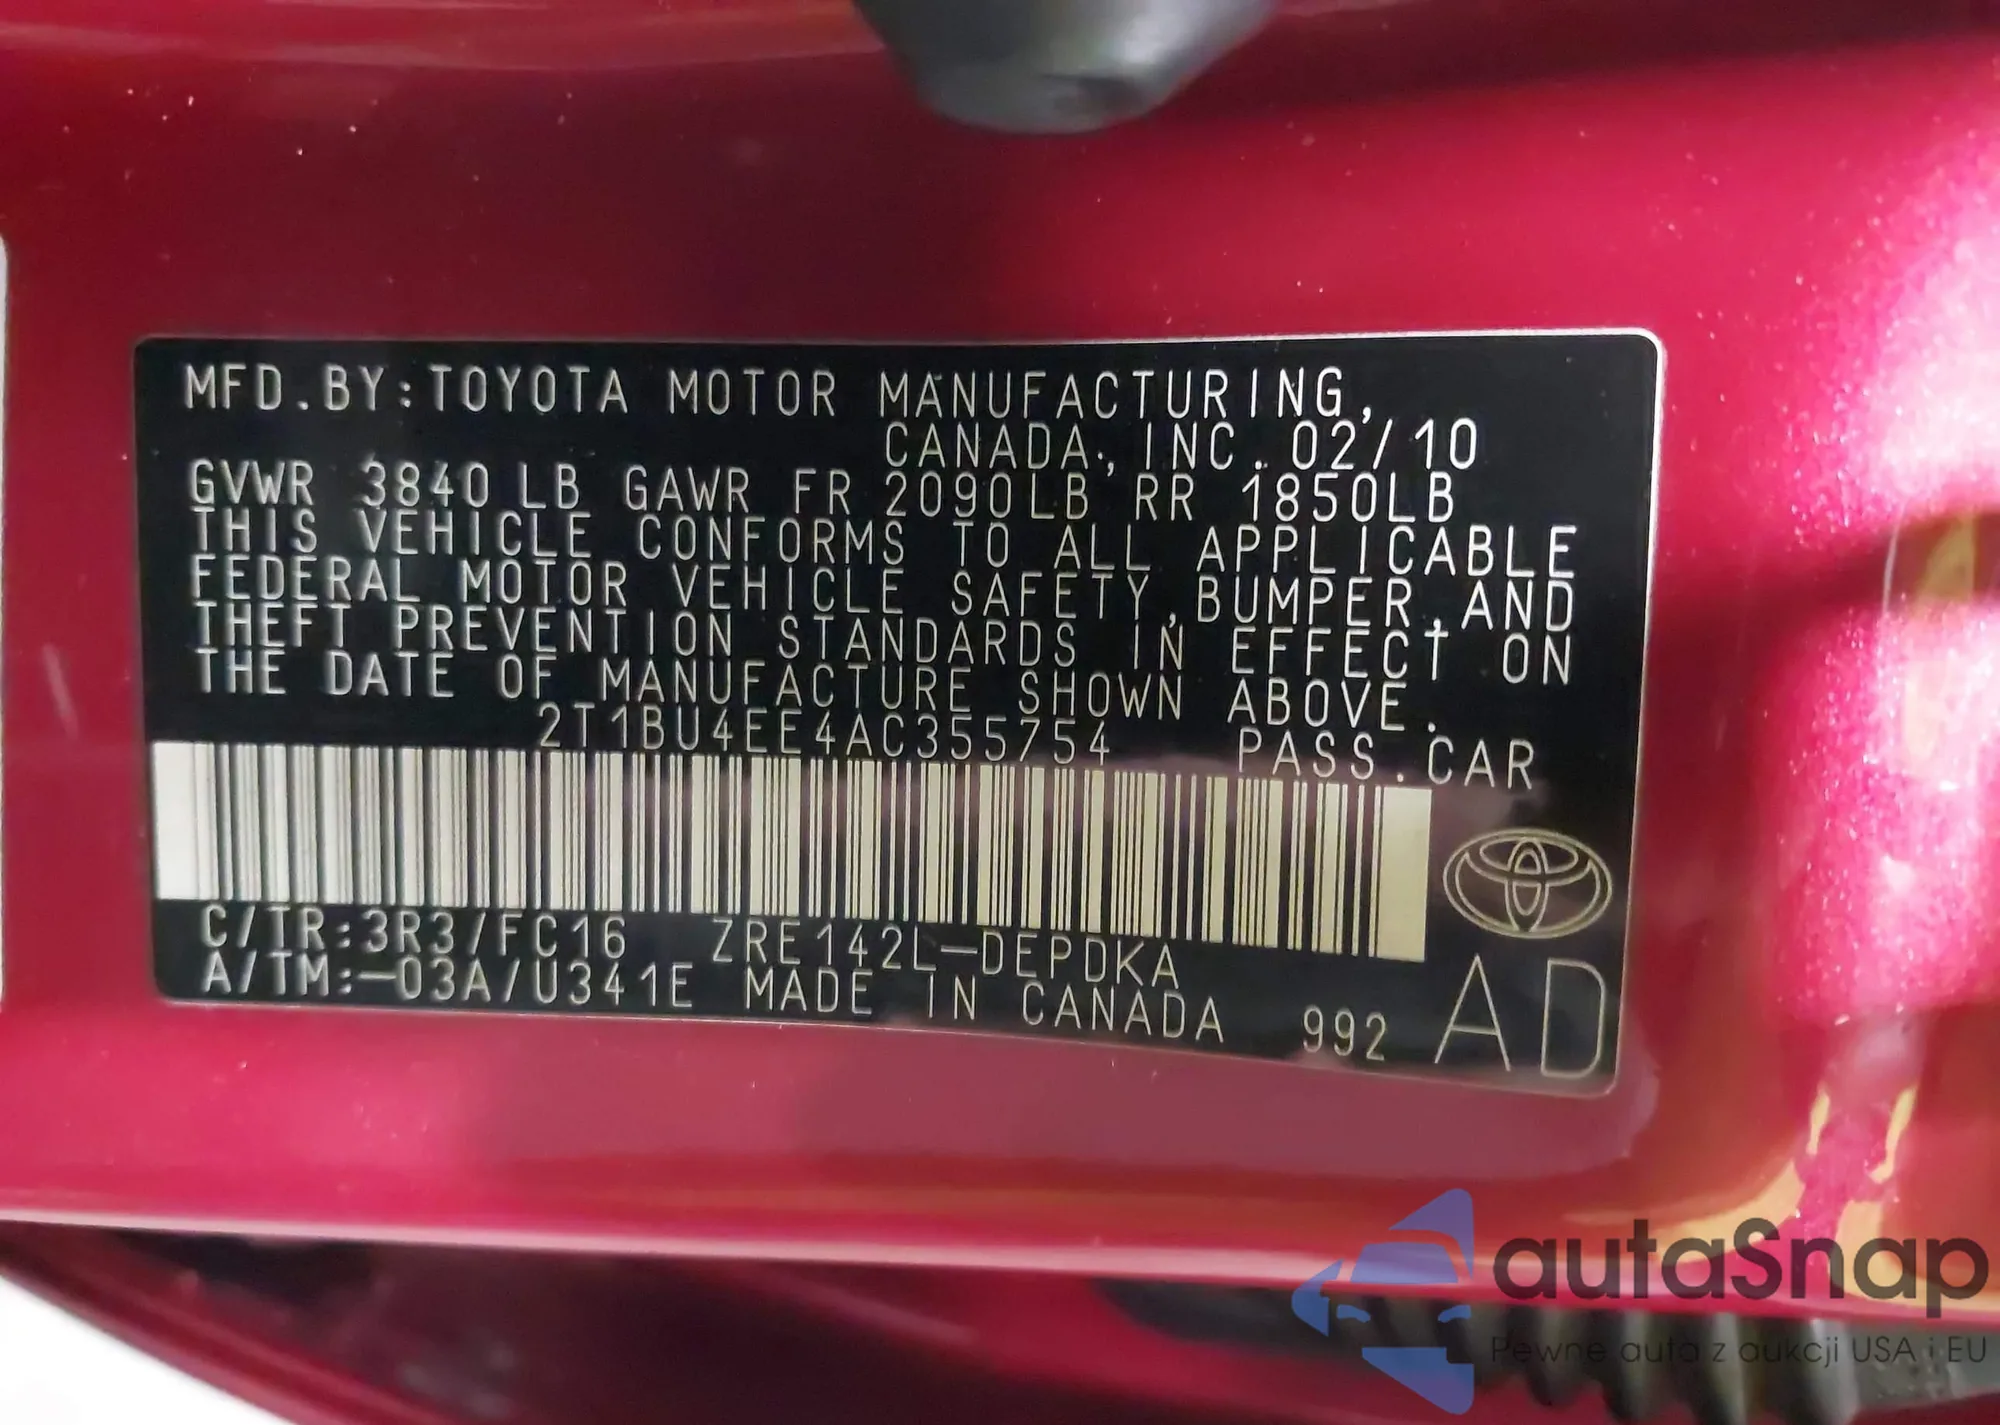 MFD.BY:TOYOTA MOTOR MANUFACTURING,
CANADA, INC. 02/10
GVWR 3840 LB GAWR FR 2090LB RR 1850LB
THIS VEHICLE CONFORMS TO ALL APPLICABLE
FEDERAL MOTOR VEHICLE SAFETY,BUMPER,AND
THEFT PREVENTION STANDARDS IN EFFECT ON
THE DATE OF MANUFACTURE SHOWN ABOVE.
2T1BU4EE4AC355754 PASS.CAR
C/TR:3R3/FC16 ZRE142L-DEPDKA
A/TM:-03A/U341E MADE IN CANADA 992 AD
autaSnap
Pewne auta z aukcji USA i EU